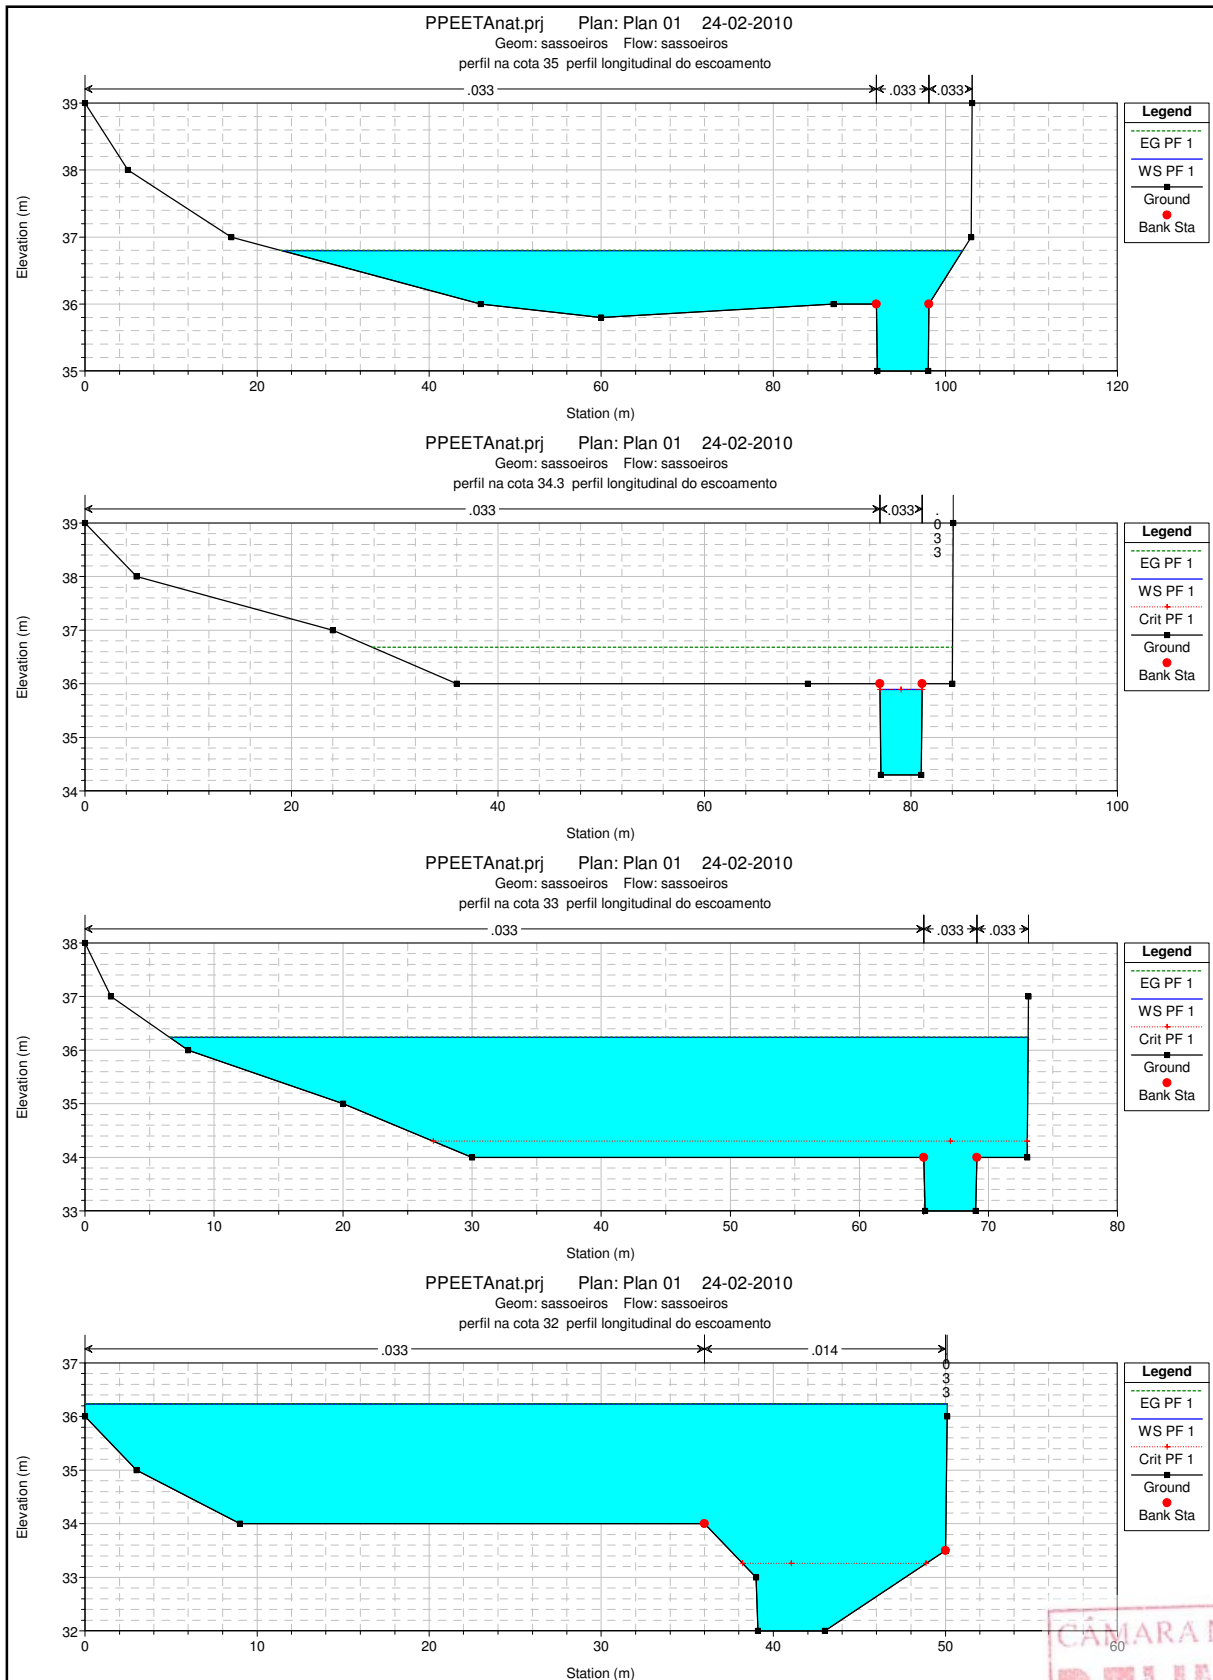 PPEETAnat.prj Plan: Plan 01 24-02-2010
Geom: sassoeiros Flow: sassoeiros
perfil na cota 35 perfil longitudinal do escoamento
.033 .033 .033
39
38
37
36
35
Elevation (m)
0 20 40 60 80 100 120
Station (m)
Legend
EG PF 1
WS PF 1
Ground
Bank Sta
PPEETAnat.prj Plan: Plan 01 24-02-2010
Geom: sassoeiros Flow: sassoeiros
perfil na cota 34.3 perfil longitudinal do escoamento
.033 .033 .033
39
38
37
36
35
34
Elevation (m)
0 20 40 60 80 100
Station (m)
Legend
EG PF 1
WS PF 1
Crit PF 1
Ground
Bank Sta
PPEETAnat.prj Plan: Plan 01 24-02-2010
Geom: sassoeiros Flow: sassoeiros
perfil na cota 33 perfil longitudinal do escoamento
.033 .033 .033
38
37
36
35
34
33
Elevation (m)
0 10 20 30 40 50 60 70 80
Station (m)
Legend
EG PF 1
WS PF 1
Crit PF 1
Ground
Bank Sta
PPEETAnat.prj Plan: Plan 01 24-02-2010
Geom: sassoeiros Flow: sassoeiros
perfil na cota 32 perfil longitudinal do escoamento
.033 .014 033
37
36
35
34
33
32
Elevation (m)
0 10 20 30 40 50 60
Station (m)
Legend
EG PF 1
WS PF 1
Crit PF 1
Ground
Bank Sta
CÂMARA